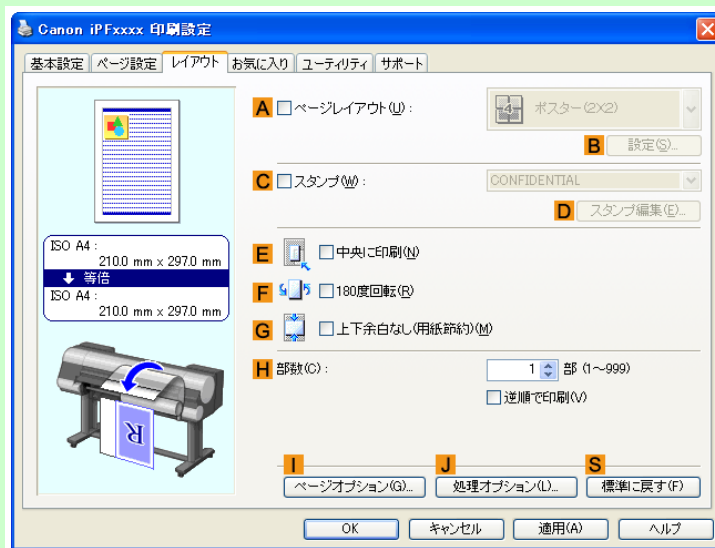 Canon iPFxxxx 印刷設定
基本設定 ページ設定 レイアウト お気に入り ユーティリティ サポート
A ページレイアウト(U) : 4 ポスター(2X2)
B 設定(S)...
C スタンプ(W) : CONFIDENTIAL
D スタンプ編集(E)...
ISO A4 :
210.0 mm x 297.0 mm
等倍
ISO A4 :
210.0 mm x 297.0 mm
E 中央に印刷(N)
F 180度回転(R)
G 上下余白なし(用紙節約)(M)
H 部数(C) : 1 部 (1～999)
逆順で印刷(V)
R
I J S
ページオプション(G)... 処理オプション(L)... 標準に戻す(F)
OK キャンセル 適用(A) ヘルプ